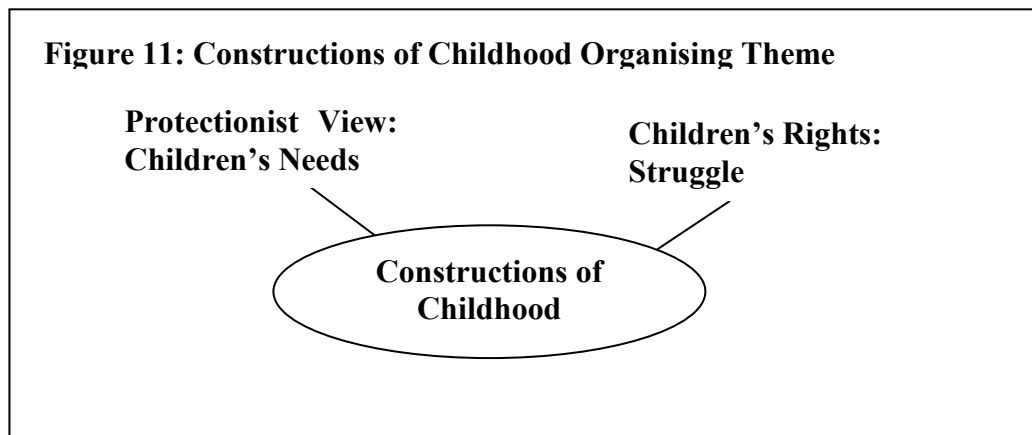 Figure 11: Constructions of Childhood Organising Theme
Protectionist View:
Children’s Needs
Children’s Rights:
Struggle
Constructions of
Childhood